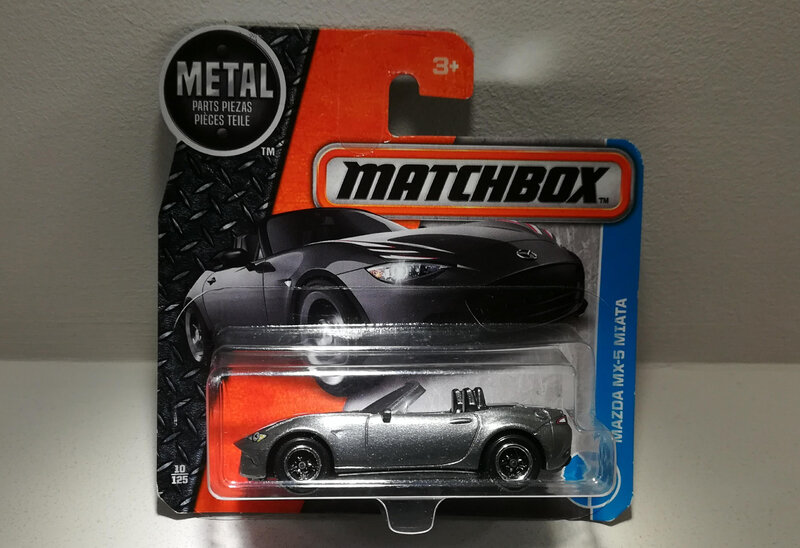 METAL
PARTS PIEZAS
PIÈCES TEILE
TM
3+
MATCHBOX
TM
MAZDA MX-5 MIATA
10
125